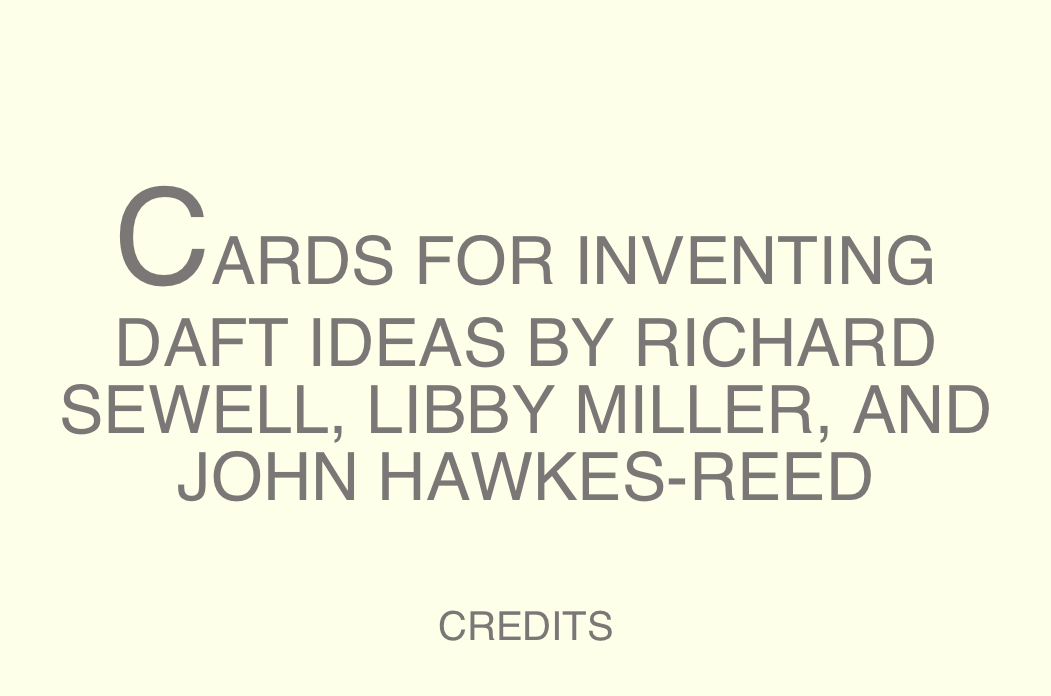 CARDS FOR INVENTING
DAFT IDEAS BY RICHARD
SEWELL, LIBBY MILLER, AND
JOHN HAWKES-REED
CREDITS